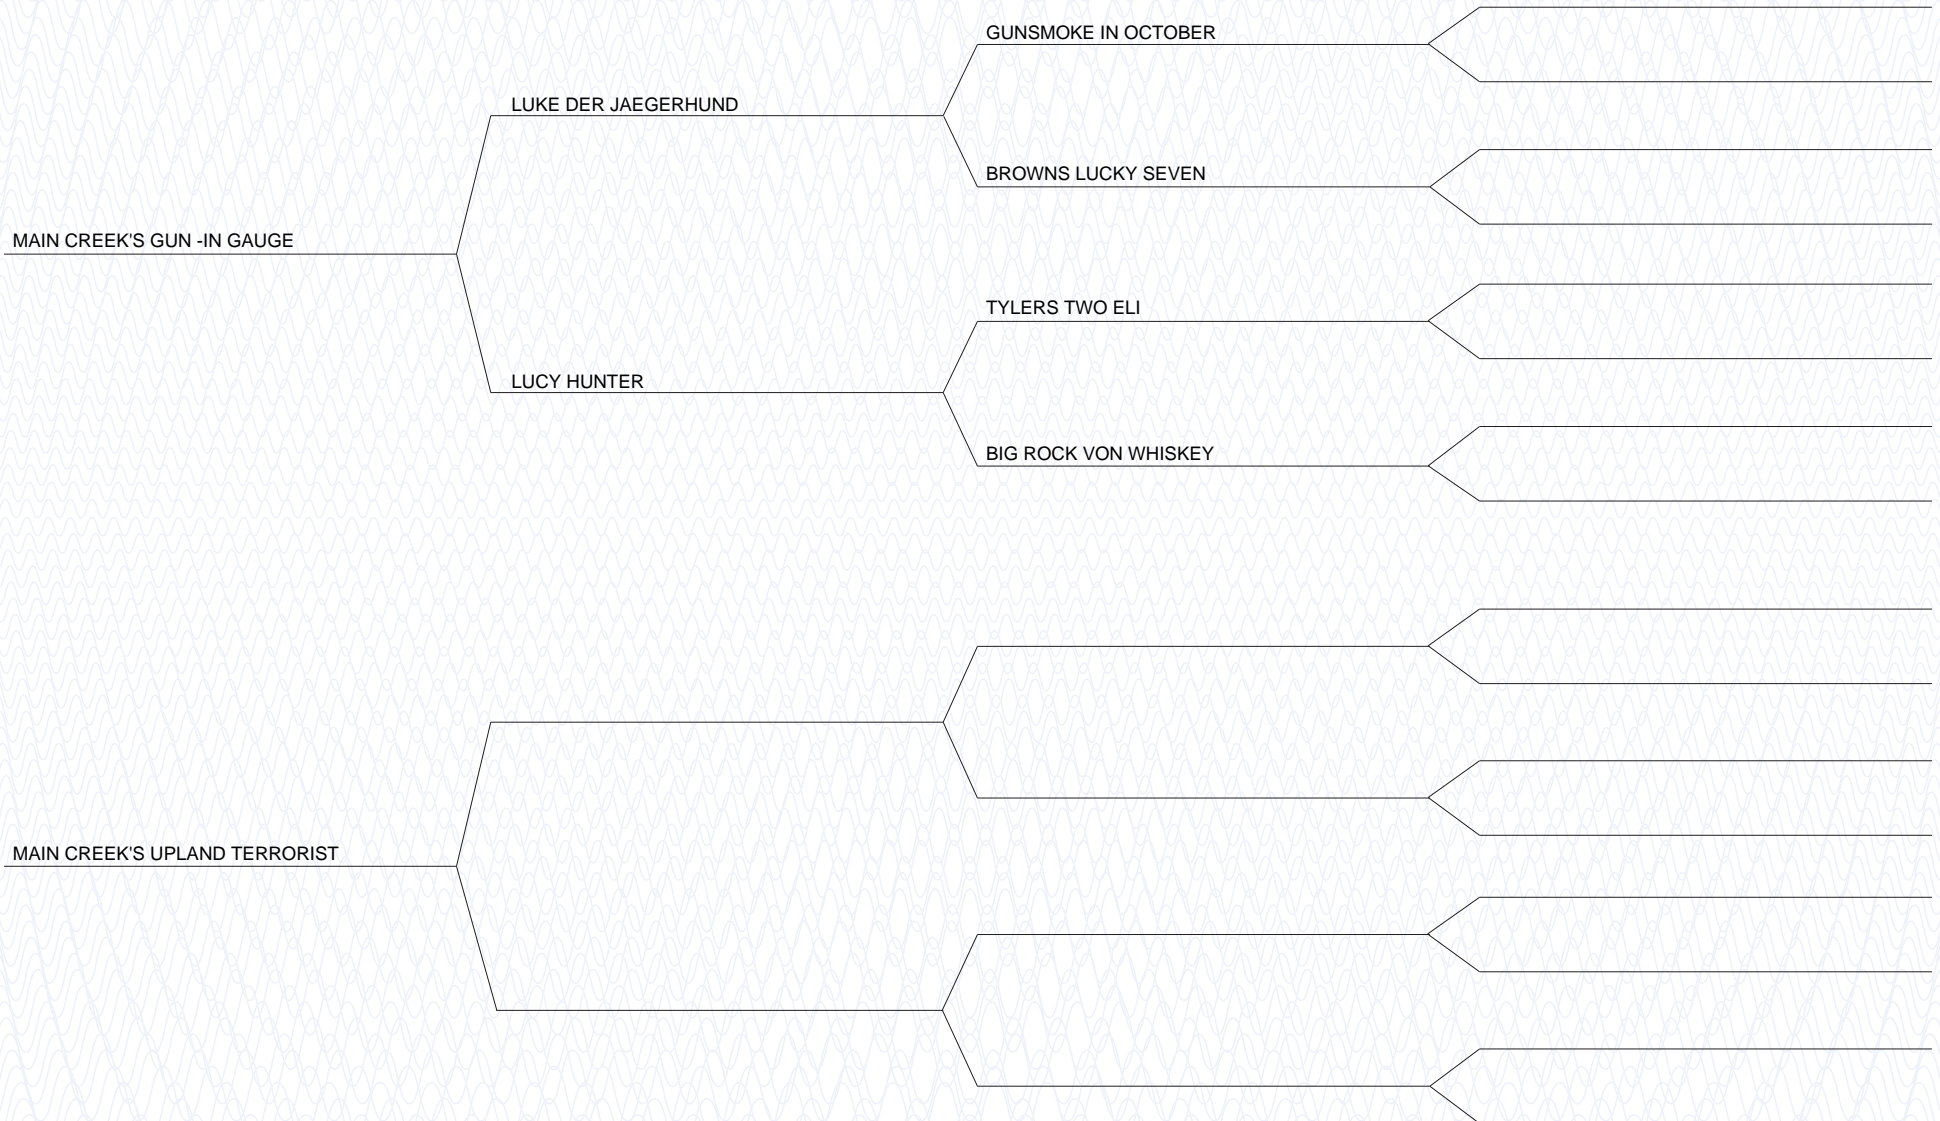 GUNSMOKE IN OCTOBER
LUKE DER JAEGERHUND
BROWNS LUCKY SEVEN
MAIN CREEK'S GUN -IN GAUGE
TYLERS TWO ELI
LUCY HUNTER
BIG ROCK VON WHISKEY
MAIN CREEK'S UPLAND TERRORIST